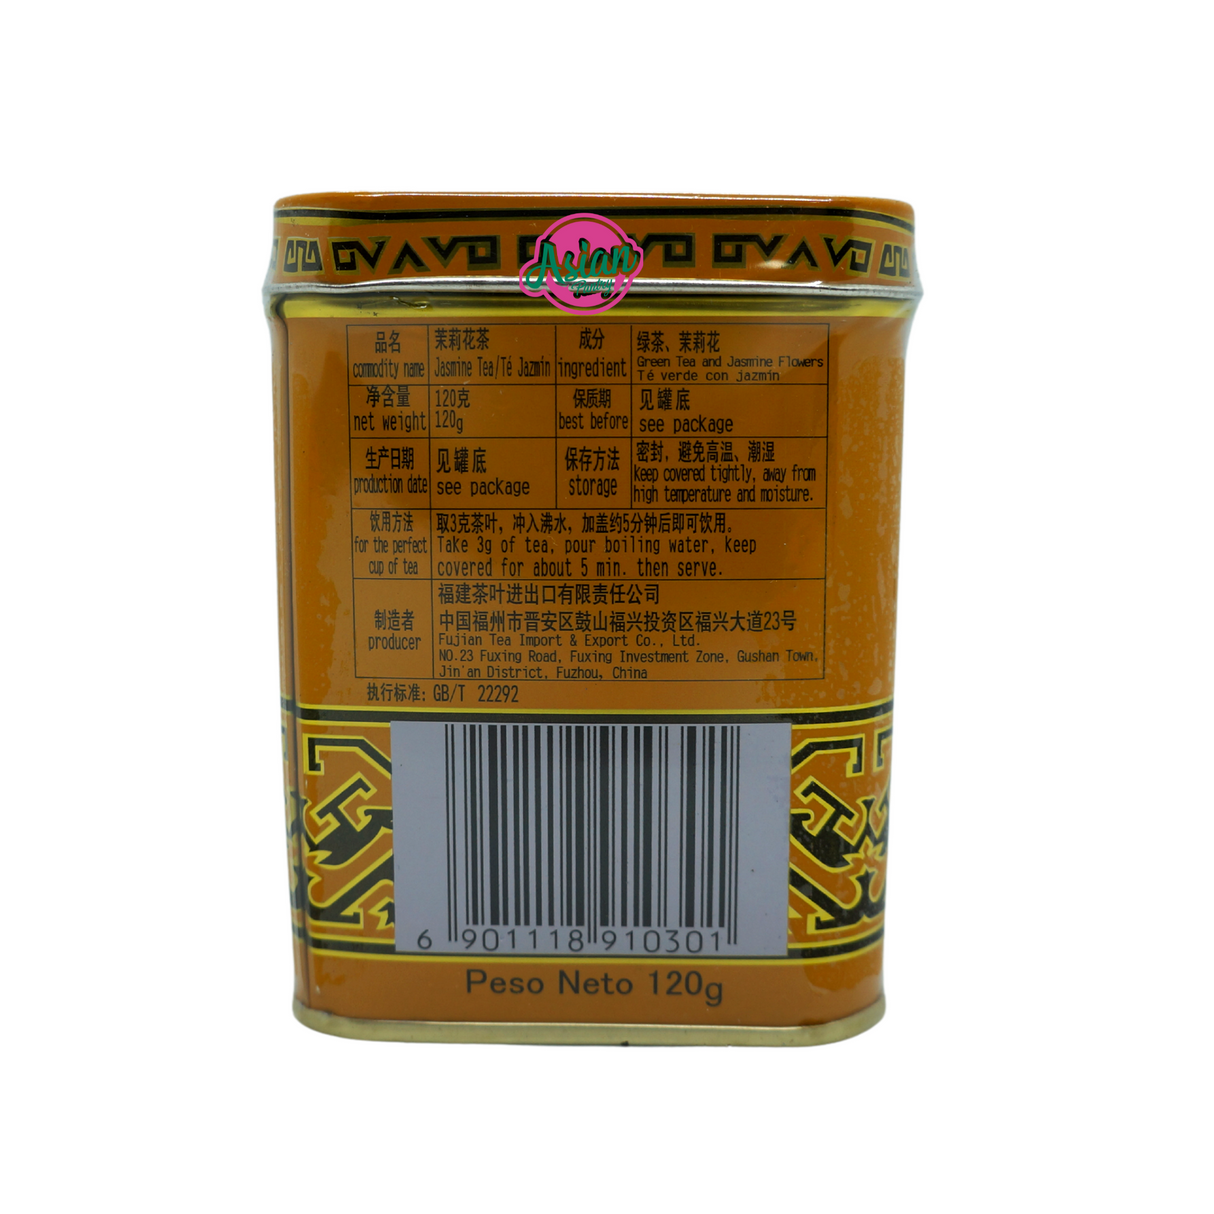 Asian
品名
commodity name
茉莉花茶
Jasmine Tea/Té Jazmín
成分
ingredient
绿茶、茉莉花
Green Tea and Jasmine Flowers
Té verde con jazmín
净含量
net weight
120克
120g
保质期
best before
见罐底
see package
生产日期
production date
见罐底
see package
保存方法
storage
密封，避免高温、潮湿
Keep covered tightly, away from
high temperature and moisture.
饮用方法
for the perfect
cup of tea
取3克茶叶，冲入沸水，加盖约5分钟后即可饮用。
Take 3g of tea, pour boiling water, keep
covered for about 5 min. then serve.
制造者
producer
福建茶叶进出口有限责任公司
中国福州市晋安区鼓山福兴投资区福兴大道23号
Fujian Tea Import & Export Co., Ltd.
NO.23 Fuxing Road, Fuxing Investment Zone, Gushan Town,
Jin'an District, Fuzhou, China
执行标准: GB/T 22292
6 901118 910301
Peso Neto 120g